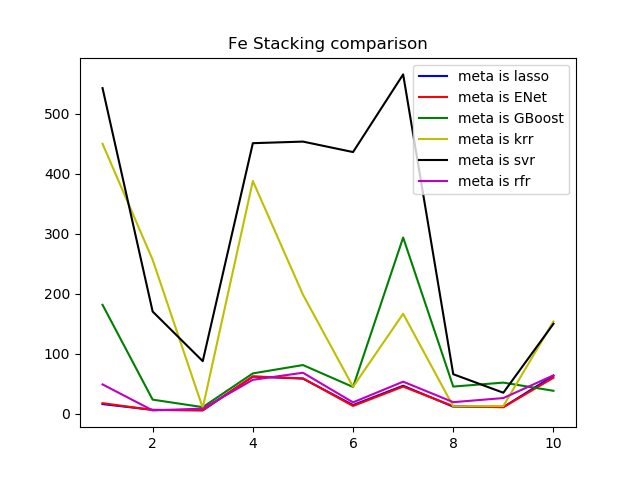 Fe Stacking comparison
meta is lasso
meta is ENet
meta is GBoost
meta is krr
meta is svr
meta is rfr
500
400
300
200
100
0
2 4 6 8 10